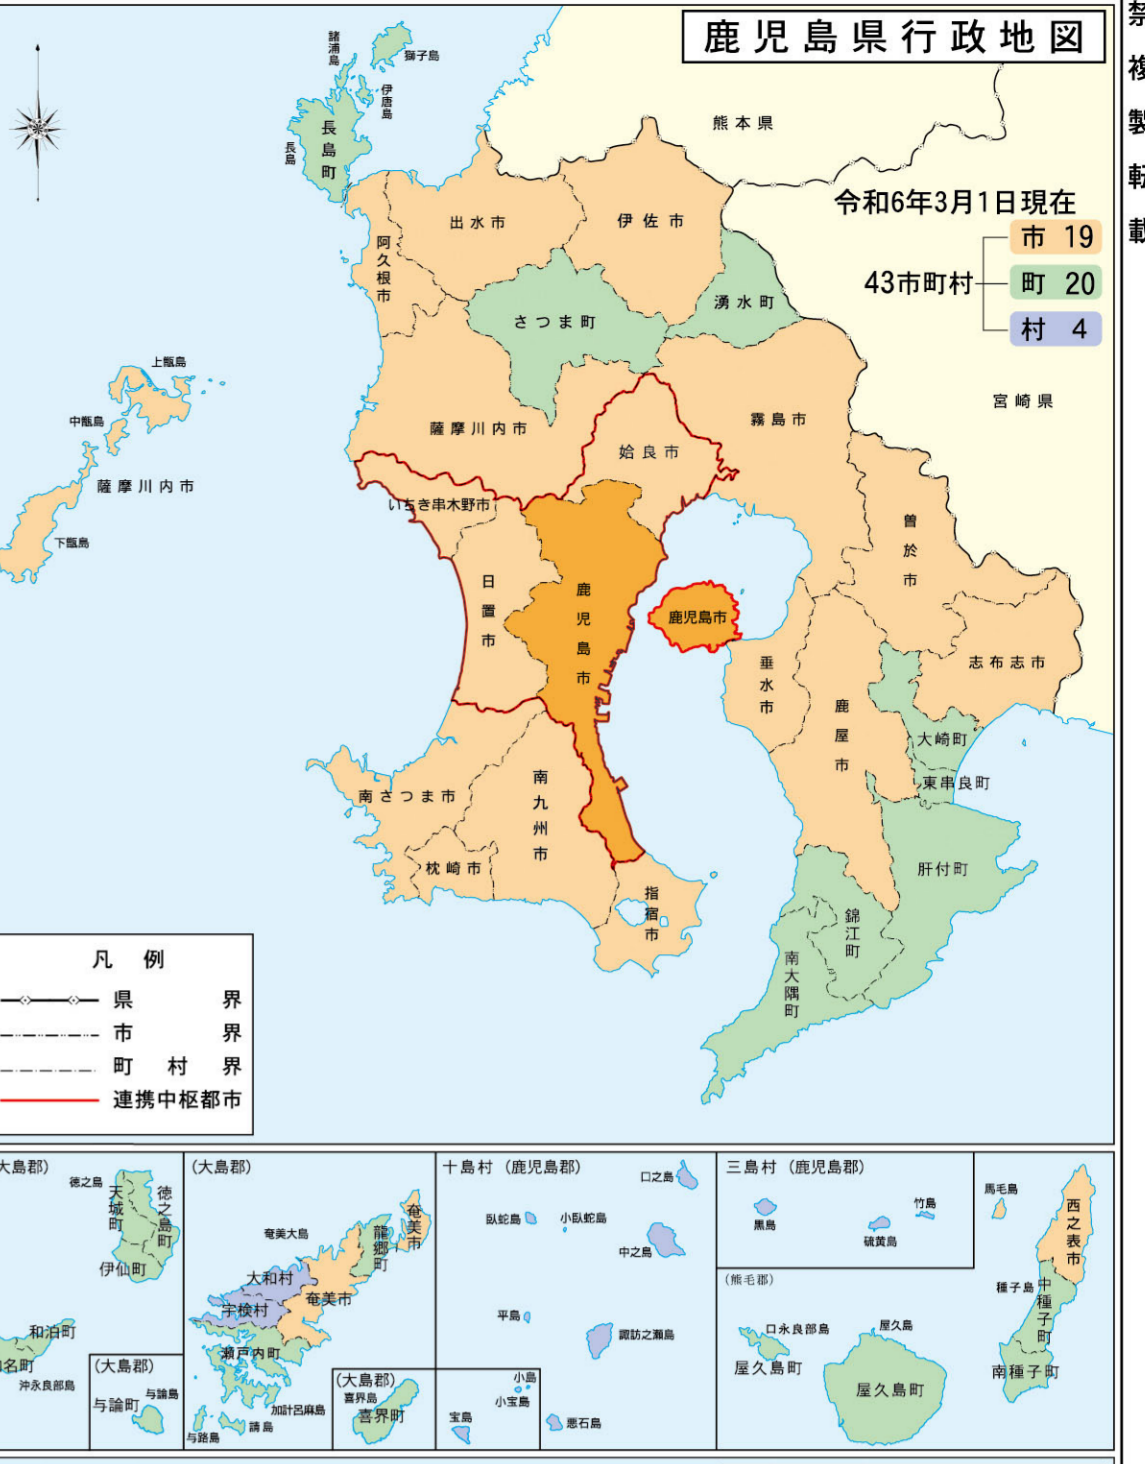 鹿児島県行政地図
禁複製転載
令和6年3月1日現在
43市町村
市 19
町 20
村 4
熊本県
宮崎県
諸浦島
獅子島
伊唐島
長島町
長島
出水市
伊佐市
阿久根市
さつま町
湧水町
上甑島
中甑島
薩摩川内市
下甑島
薩摩川内市
霧島市
姶良市
いちき串木野市
曽於市
日置市
鹿児島市
鹿児島市
志布志市
垂水市
鹿屋市
大崎町
東串良町
南さつま市
南九州市
枕崎市
肝付町
指宿市
錦江町
南大隅町
凡例
県界
市界
町村界
連携中枢都市
大島郡)
徳之島
天城町
徳之島町
伊仙町
和泊町
名町
沖永良部島
(大島郡)
与論島
与論町
(大島郡)
奄美大島
奄美市
龍郷町
大和村
奄美市
宇検村
瀬戸内町
加計呂麻島
請島
与路島
(大島郡)
喜界島
喜界町
十島村 (鹿児島郡)
口之島
臥蛇島
小臥蛇島
中之島
平島
諏訪之瀬島
小島
小宝島
宝島
悪石島
三島村 (鹿児島郡)
竹島
黒島
硫黄島
(熊毛郡)
口永良部島
屋久島
屋久島町
屋久島町
馬毛島
西之表市
種子島
中種子町
南種子町